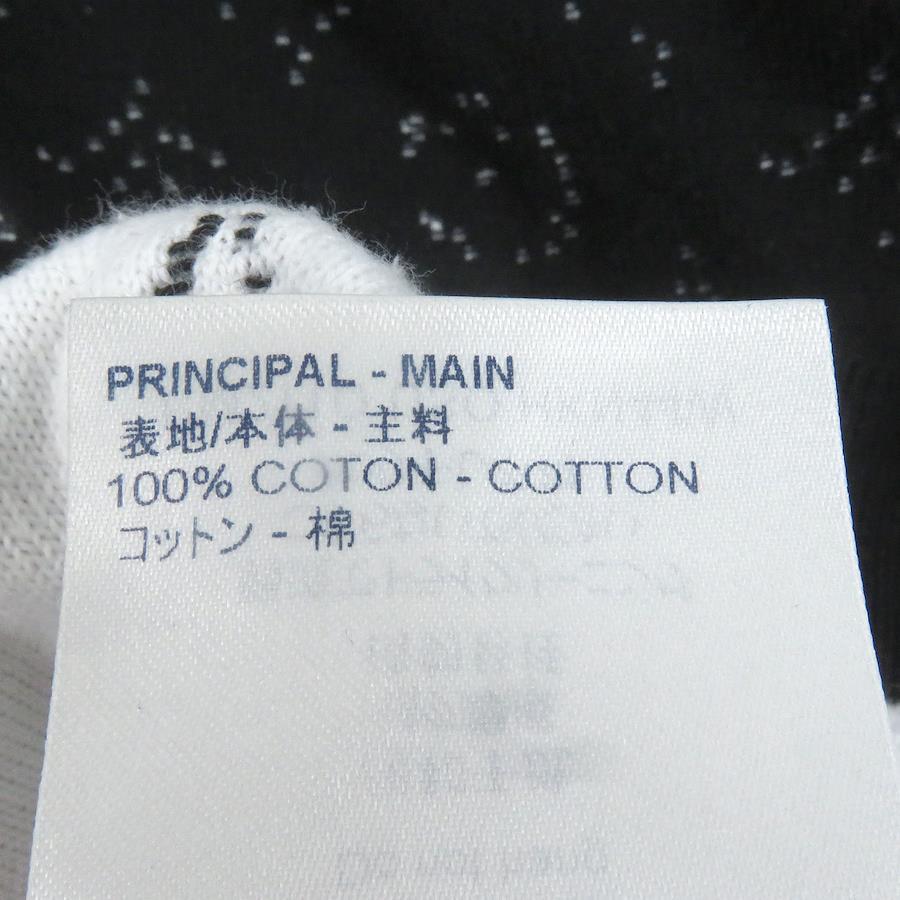 PRINCIPAL - MAIN
表地/本体 - 主料
100% COTON - COTTON
コットン - 棉